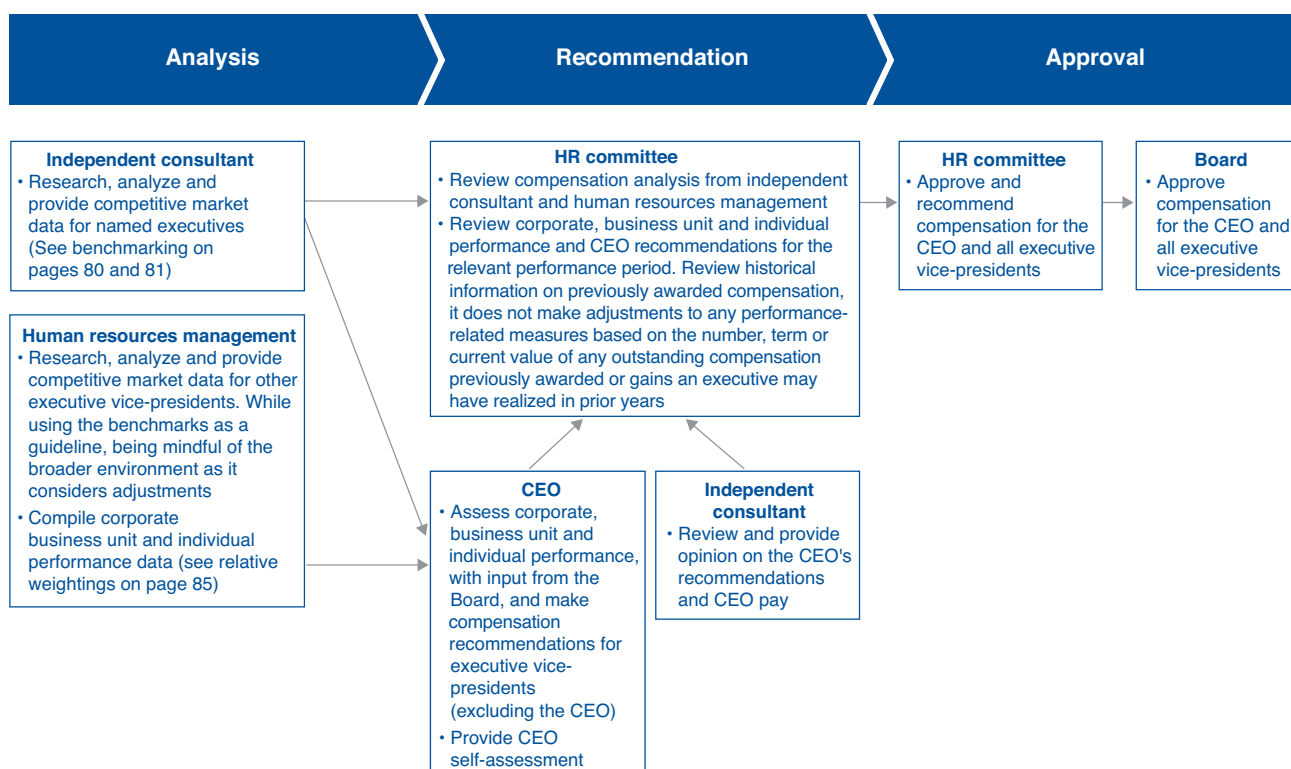 Analysis
Recommendation
Approval
Independent consultant
• Research, analyze and
provide competitive market
data for named executives
(See benchmarking on
pages 80 and 81)
Human resources management
• Research, analyze and provide
competitive market data for other
executive vice-presidents. While
using the benchmarks as a
guideline, being mindful of the
broader environment as it
considers adjustments
• Compile corporate
business unit and individual
performance data (see relative
weightings on page 85)
HR committee
• Review compensation analysis from independent
consultant and human resources management
• Review corporate, business unit and individual
performance and CEO recommendations for the
relevant performance period. Review historical
information on previously awarded compensation,
it does not make adjustments to any performance-
related measures based on the number, term or
current value of any outstanding compensation
previously awarded or gains an executive may
have realized in prior years
CEO
• Assess corporate,
business unit and
individual performance,
with input from the
Board, and make
compensation
recommendations for
executive vice-
presidents
(excluding the CEO)
• Provide CEO
self-assessment
Independent
consultant
• Review and provide
opinion on the CEO's
recommendations
and CEO pay
HR committee
• Approve and
recommend
compensation for the
CEO and all executive
vice-presidents
Board
• Approve
compensation
for the CEO and
all executive
vice-presidents